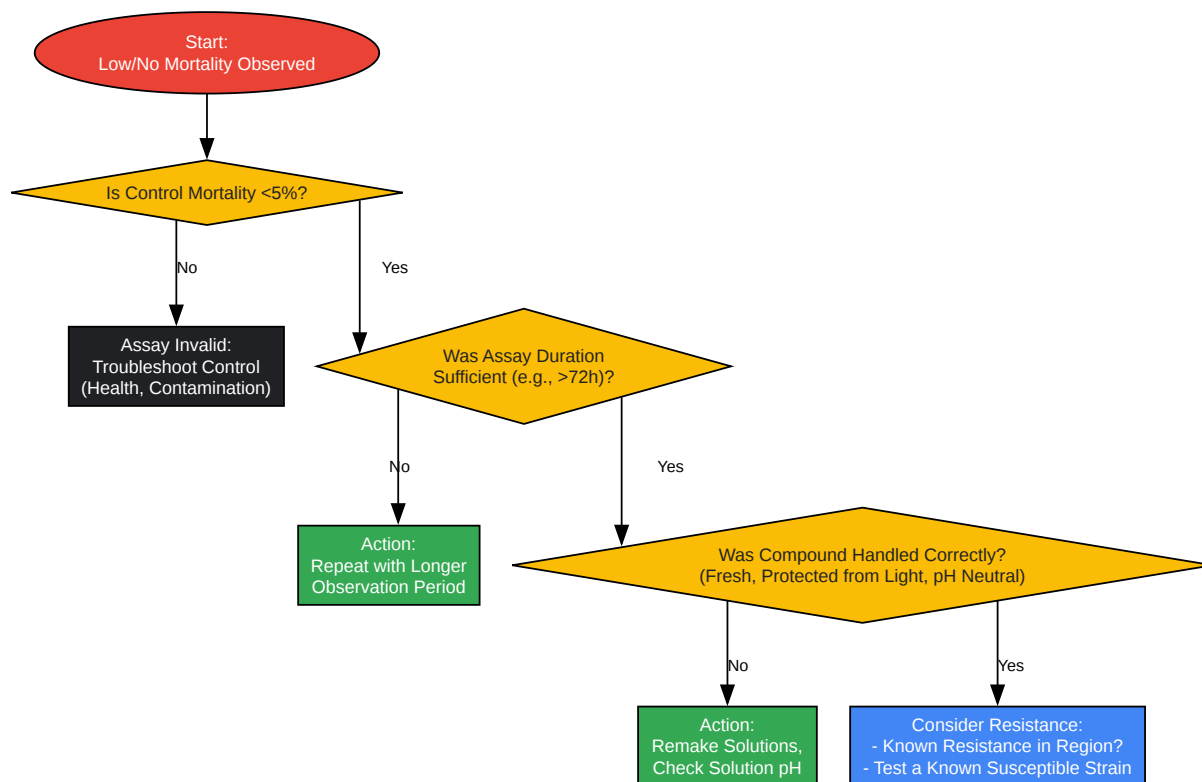 Start:
Low/No Mortality Observed
Is Control Mortality <5%?
No
Yes
Assay Invalid:
Troubleshoot Control
(Health, Contamination)
Was Assay Duration
Sufficient (e.g., >72h)?
No
Yes
Action:
Repeat with Longer
Observation Period
Was Compound Handled Correctly?
(Fresh, Protected from Light, pH Neutral)
No
Yes
Action:
Remake Solutions,
Check Solution pH
Consider Resistance:
- Known Resistance in Region?
- Test a Known Susceptible Strain